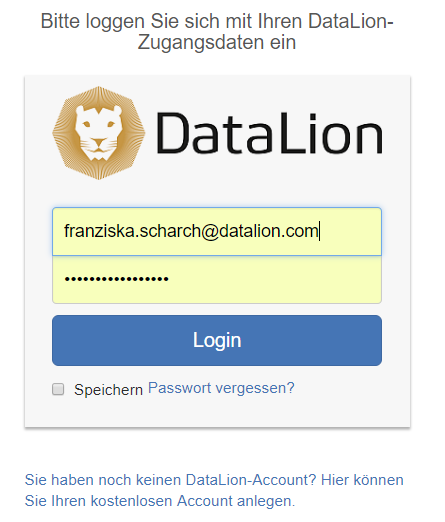 Bitte loggen Sie sich mit Ihren DataLion-
Zugangsdaten ein
DataLion
franziska.scharch@datalion.com
•••••••••••••••••
Login
Speichern Passwort vergessen?
Sie haben noch keinen DataLion-Account? Hier können
Sie Ihren kostenlosen Account anlegen.